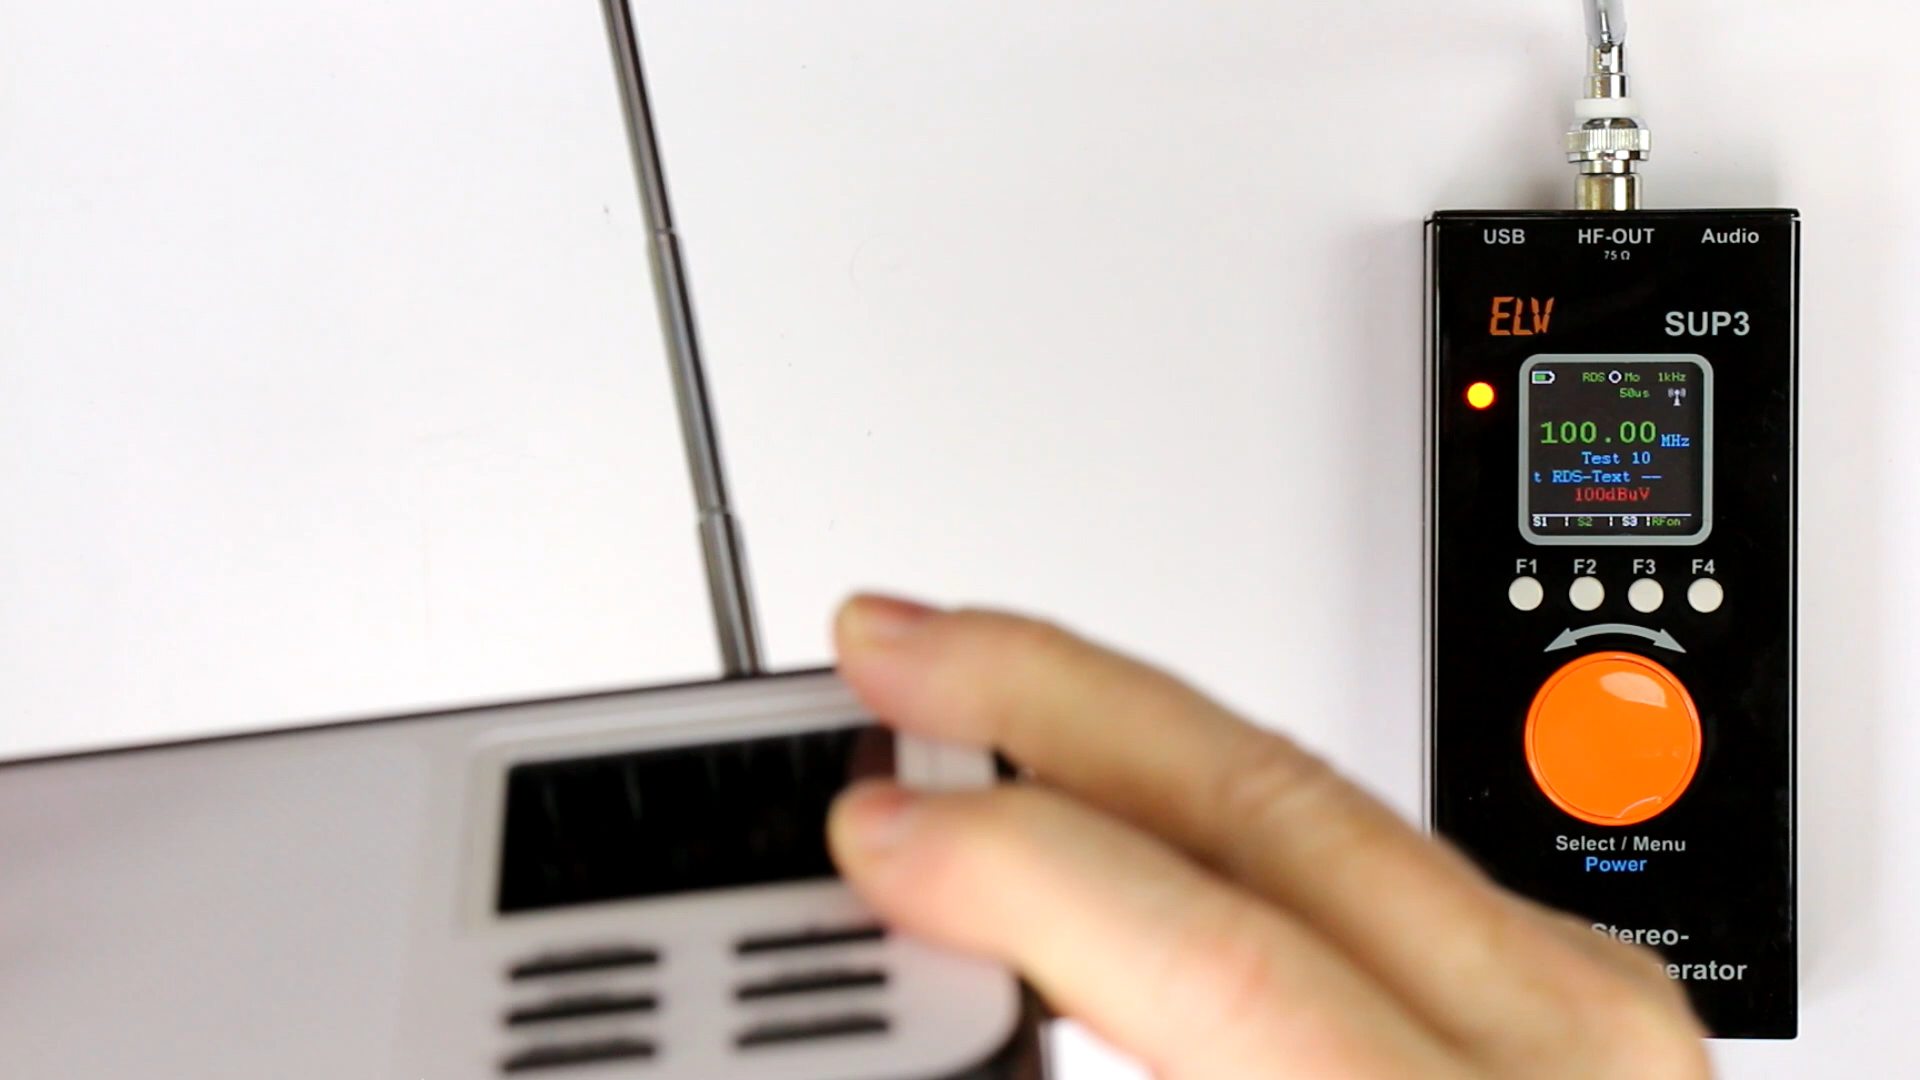 USB HF-OUT Audio
75 Ω
ELV SUP3
RDS Mo 1kHz
50us
100.00 MHz
Test 10
t RDS-Text --
100dBuV
S1 | S2 | S3 | RFon
F1 F2 F3 F4
Select / Menu
Power
Stereo-
erator